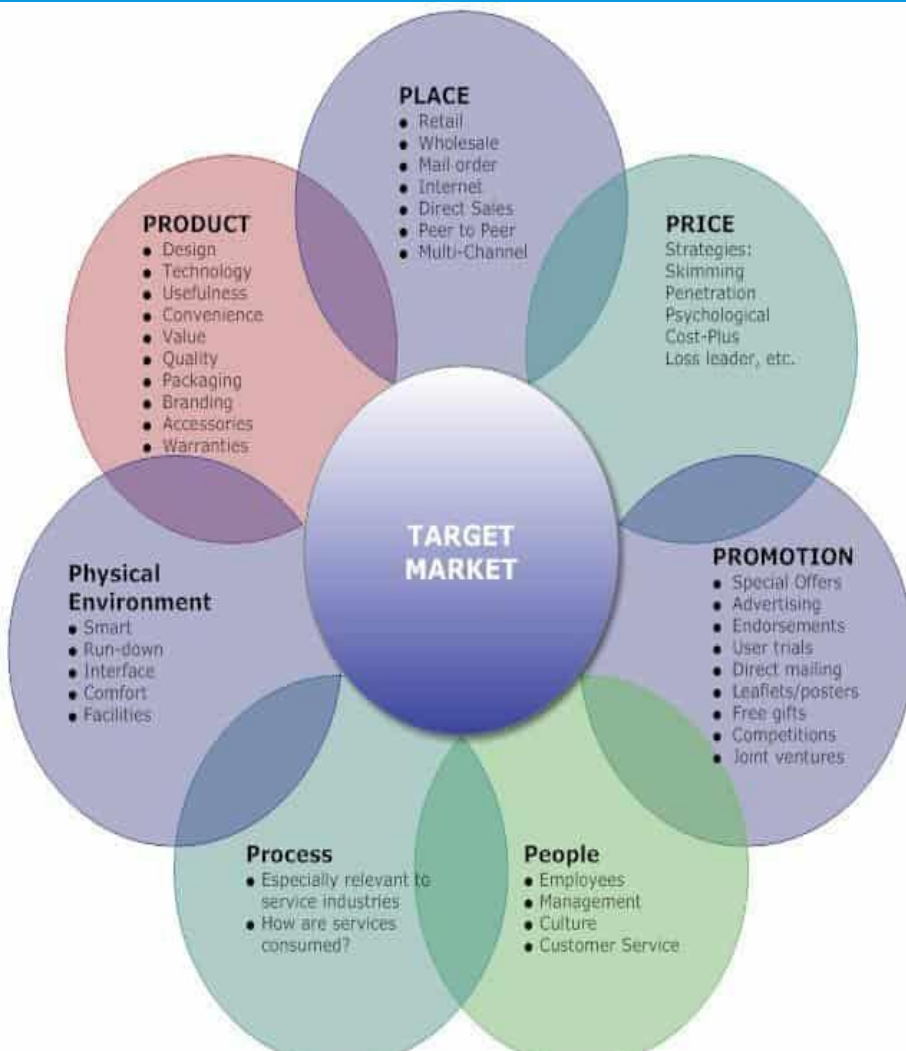 PLACE
● Retail
● Wholesale
● Mail order
● Internet
● Direct Sales
● Peer to Peer
● Multi-Channel
PRODUCT
● Design
● Technology
● Usefulness
● Convenience
● Value
● Quality
● Packaging
● Branding
● Accessories
● Warranties
PRICE
Strategies:
Skimming
Penetration
Psychological
Cost-Plus
Loss leader, etc.
TARGET
MARKET
Physical
Environment
● Smart
● Run-down
● Interface
● Comfort
● Facilities
PROMOTION
● Special Offers
● Advertising
● Endorsements
● User trials
● Direct mailing
● Leaflets/posters
● Free gifts
● Competitions
● Joint ventures
Process
● Especially relevant to
service industries
● How are services
consumed?
People
● Employees
● Management
● Culture
● Customer Service